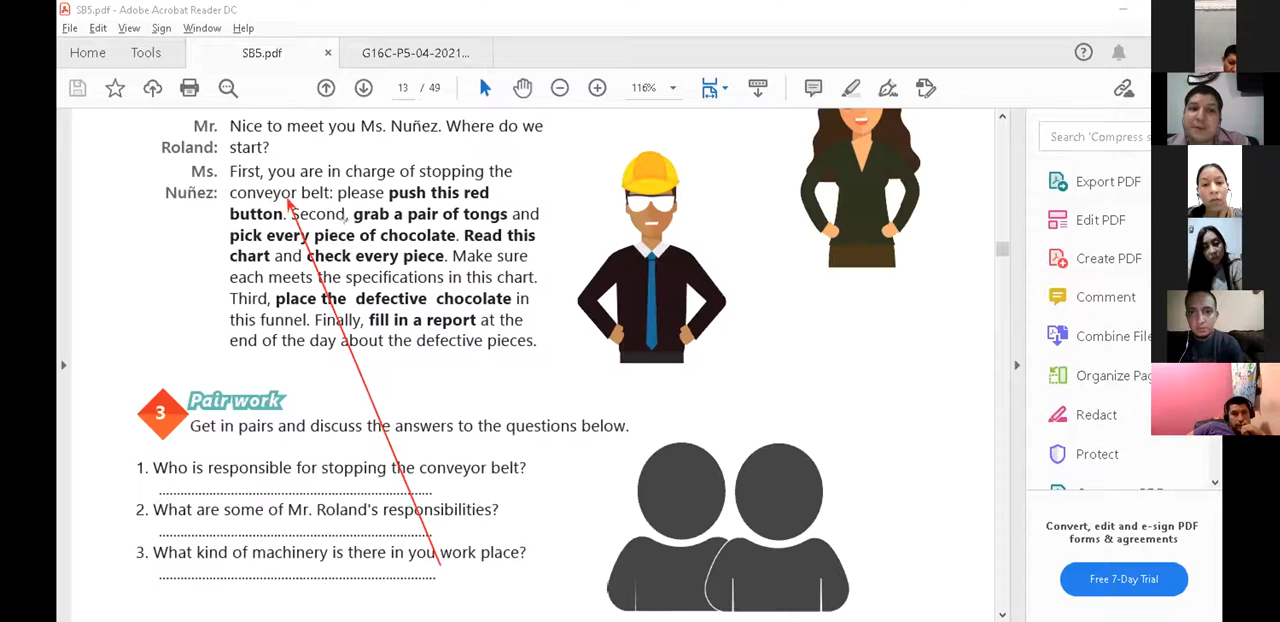 SB5.pdf - Adobe Acrobat Reader DC
File Edit View Sign Window Help
Home Tools SB5.pdf × G16C-P5-04-2021...
13 / 49 116%
Mr. Nice to meet you Ms. Nuñez. Where do we
Roland: start?
Ms. First, you are in charge of stopping the
Nuñez: conveyor belt: please push this red
button. Second, grab a pair of tongs and
pick every piece of chocolate. Read this
chart and check every piece. Make sure
each meets the specifications in this chart.
Third, place the defective chocolate in
this funnel. Finally, fill in a report at the
end of the day about the defective pieces.
3 Pair work
Get in pairs and discuss the answers to the questions below.
1. Who is responsible for stopping the conveyor belt?
2. What are some of Mr. Roland's responsibilities?
3. What kind of machinery is there in you work place?
Search 'Compress
Export PDF
Edit PDF
Create PDF
Comment
Combine File
Organize Pag
Redact
Protect
Convert, edit and e-sign PDF
forms & agreements
Free 7-Day Trial